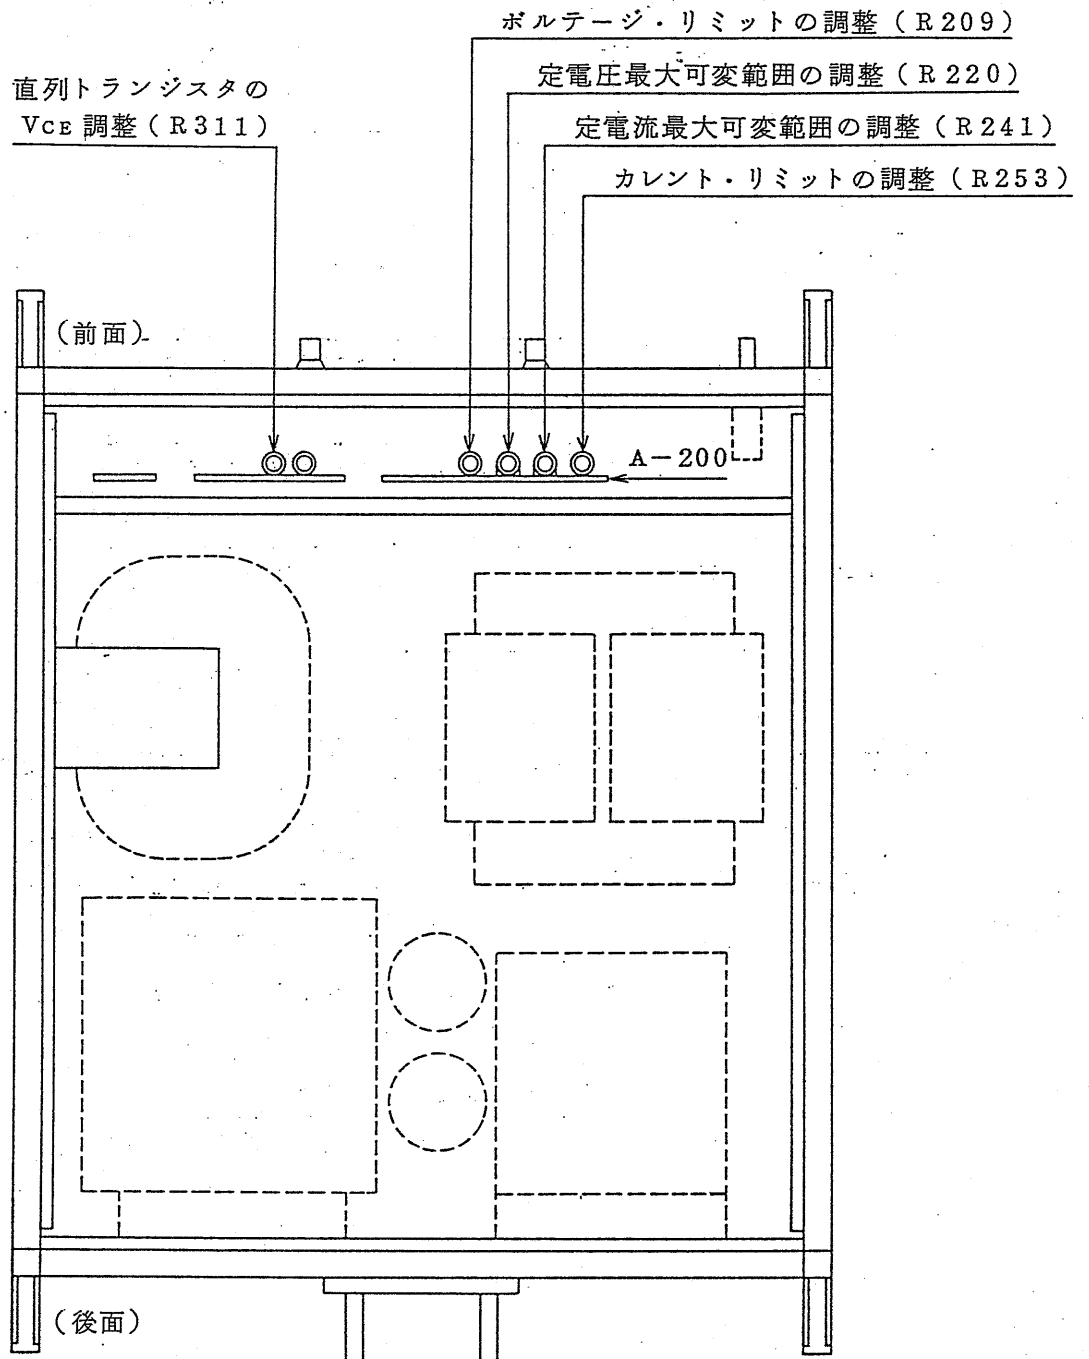 ボルテージ・リミットの調整（R209）
直列トランジスタの
VCE 調整（R311）
定電圧最大可変範囲の調整（R220）
定電流最大可変範囲の調整（R241）
カレント・リミットの調整（R253）
（前面）
A-200
（後面）